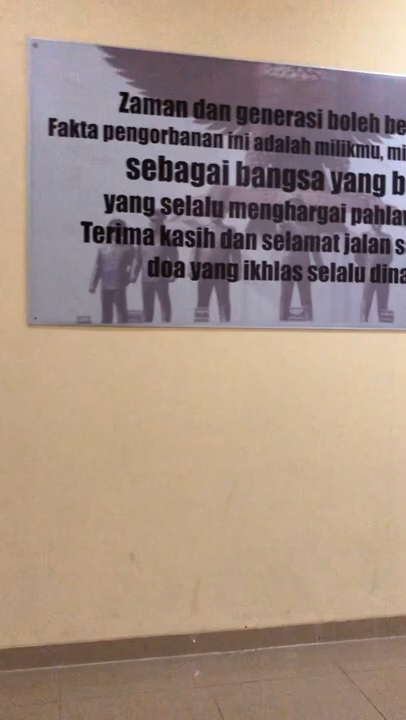 Zaman dan generasi boleh be
Fakta pengorbanan ini adalah milikmu, mi
sebagai bangsa yang b
yang selalu menghargai pahla
Terima kasih dan selamat jalan s
doa yang ikhlas selalu dina